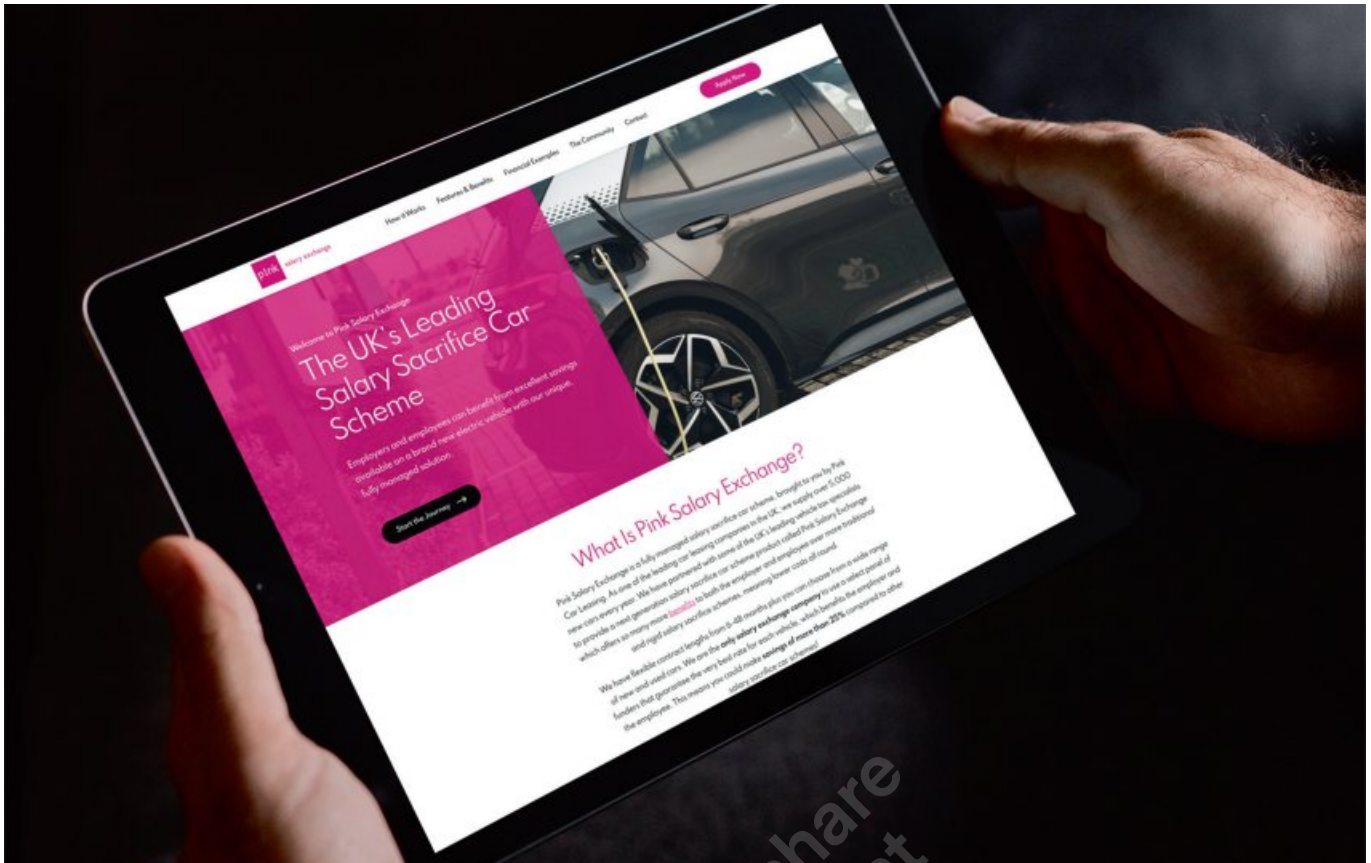 Apply Now
How it Works Features & Benefits Financial Examples The Community Contact
pink salary exchange
Welcome to Pink Salary Exchange
The UK's Leading
Salary Sacrifice Car
Scheme
Employers and employees can benefit from excellent savings
available on a brand new electric vehicle with our unique,
fully managed solution.
Start the Journey
What Is Pink Salary Exchange?
Pink Salary Exchange is a fully managed salary sacrifice car scheme, brought to you by Pink
Car Leasing. As one of the leading car leasing companies in the UK, we supply over 5,000
new cars every year. We have partnered with some of the UK's leading vehicle tax specialists
to provide a next generation salary sacrifice car scheme product called Pink Salary Exchange
which offers so many more benefits to both the employer and employee over more traditional
and rigid salary sacrifice schemes, meaning lower costs all round.
We have flexible contract lengths from 6-48 months plus you can choose from a wide range
of new and used cars. We are the only salary exchange company to use a select panel of
funders that guarantee the very best rate for each vehicle, which benefits the employer and
the employee. This means you could make savings of more than 25% compared to other
salary sacrifice car schemes!
hare